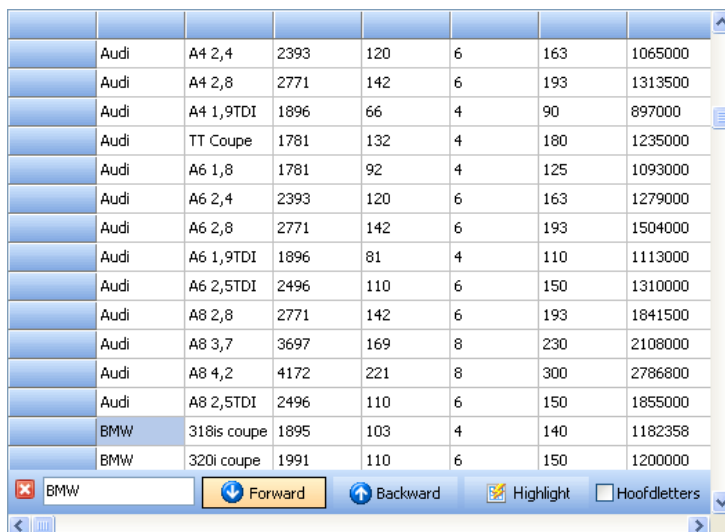 Audi A4 2,4 2393 120 6 163 1065000
Audi A4 2,8 2771 142 6 193 1313500
Audi A4 1,9TDI 1896 66 4 90 897000
Audi TT Coupe 1781 132 4 180 1235000
Audi A6 1,8 1781 92 4 125 1093000
Audi A6 2,4 2393 120 6 163 1279000
Audi A6 2,8 2771 142 6 193 1504000
Audi A6 1,9TDI 1896 81 4 110 1113000
Audi A6 2,5TDI 2496 110 6 150 1310000
Audi A8 2,8 2771 142 6 193 1841500
Audi A8 3,7 3697 169 8 230 2108000
Audi A8 4,2 4172 221 8 300 2786800
Audi A8 2,5TDI 2496 110 6 150 1855000
BMW 318is coupe 1895 103 4 140 1182358
BMW 320i coupe 1991 110 6 150 1200000
BMW Forward Backward Highlight Hoofdletters